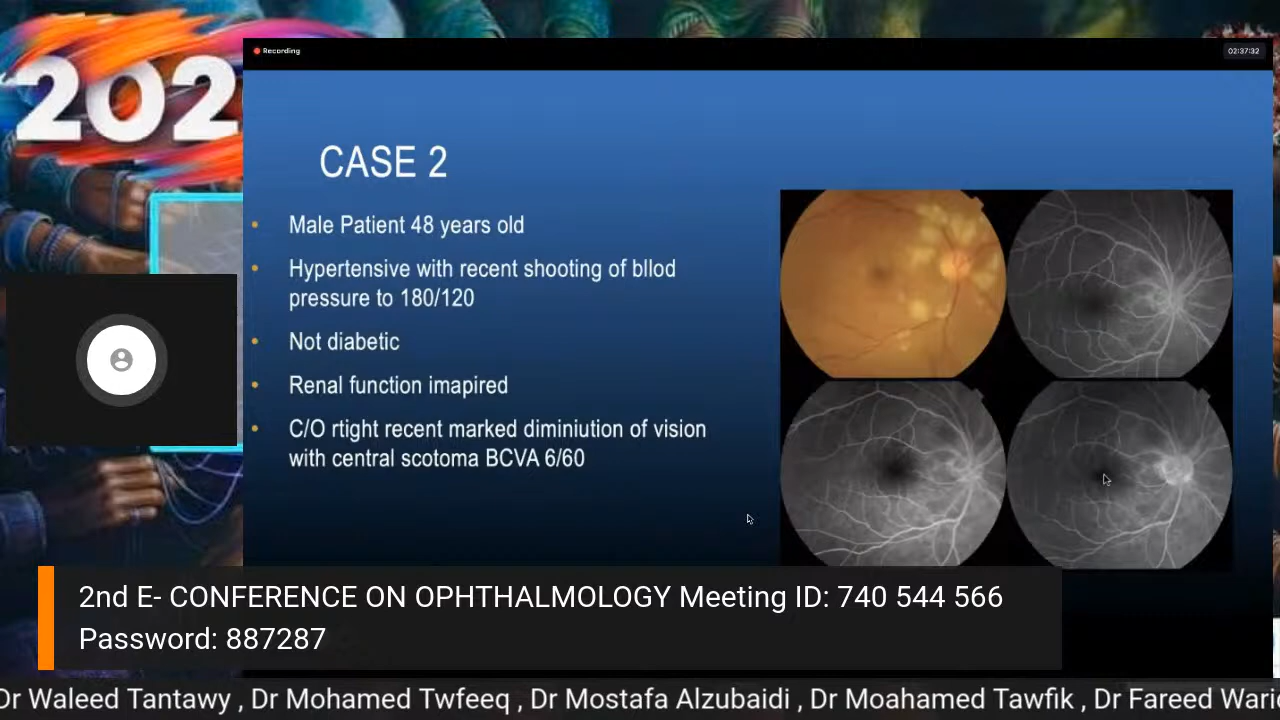 Recording
02:37:32
202
CASE 2
• Male Patient 48 years old
• Hypertensive with recent shooting of bllod
pressure to 180/120
• Not diabetic
• Renal function imapired
• C/O rtight recent marked diminiution of vision
with central scotoma BCVA 6/60
2nd E- CONFERENCE ON OPHTHALMOLOGY Meeting ID: 740 544 566
Password: 887287
Dr Waleed Tantawy , Dr Mohamed Twfeeq , Dr Mostafa Alzubaidi , Dr Moahamed Tawfik , Dr Fareed Wari